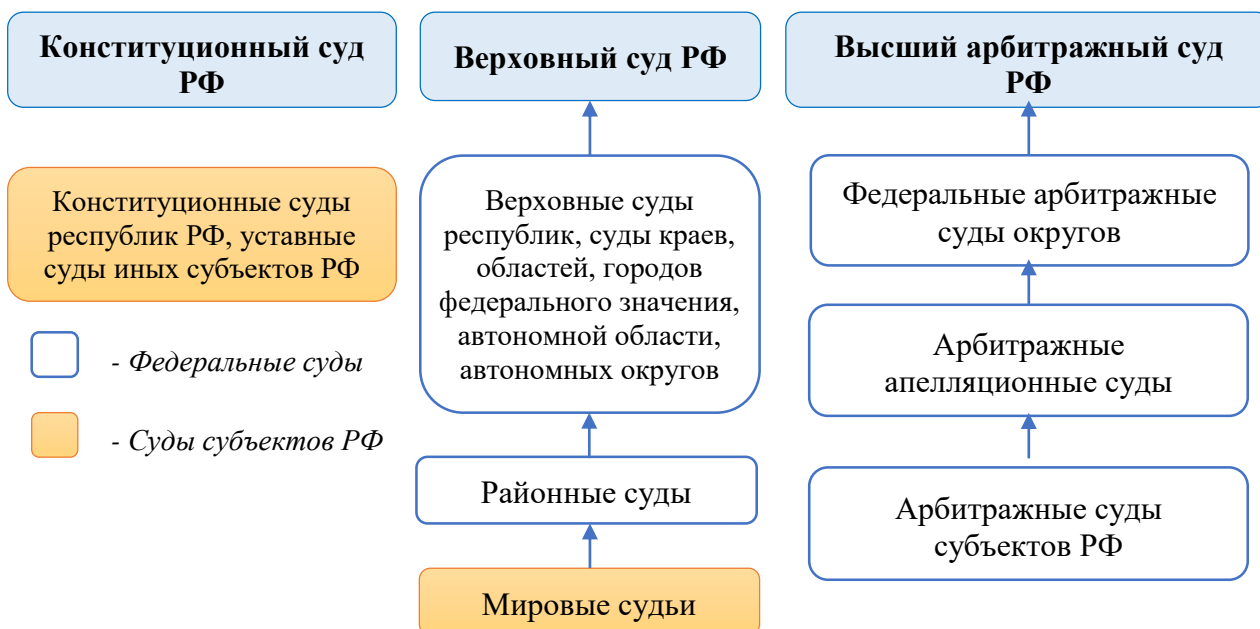 Конституционный суд
РФ
Верховный суд РФ
Высший арбитражный суд
РФ
Конституционные суды
республик РФ, уставные
суды иных субъектов РФ
- Федеральные суды
- Суды субъектов РФ
Верховные суды
республик, суды краев,
областей, городов
федерального значения,
автономной области,
автономных округов
Районные суды
Мировые судьи
Федеральные арбитражные
суды округов
Арбитражные
апелляционные суды
Арбитражные суды
субъектов РФ